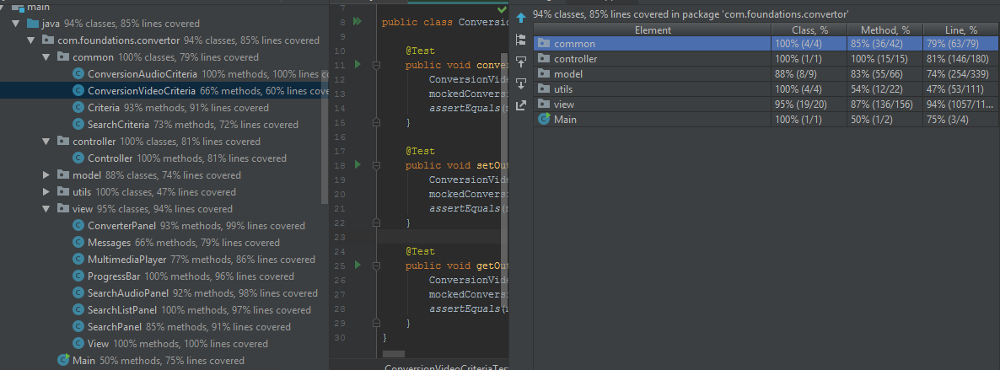 main
java 94% classes, 85% lines covered
com.foundations.convertor 94% classes, 85% lines covered
common 100% classes, 79% lines covered
ConversionAudioCriteria 100% methods, 100% lines co
ConversionVideoCriteria 66% methods, 60% lines cove
Criteria 93% methods, 91% lines covered
SearchCriteria 73% methods, 72% lines covered
controller 100% classes, 81% lines covered
Controller 100% methods, 81% lines covered
model 88% classes, 74% lines covered
utils 100% classes, 47% lines covered
view 95% classes, 94% lines covered
ConverterPanel 93% methods, 99% lines covered
Messages 66% methods, 79% lines covered
MultimediaPlayer 77% methods, 86% lines covered
ProgressBar 100% methods, 96% lines covered
SearchAudioPanel 92% methods, 98% lines covered
SearchListPanel 100% methods, 97% lines covered
SearchPanel 85% methods, 91% lines covered
View 100% methods, 100% lines covered
Main 50% methods, 75% lines covered
7
8 public class Conversion
9
10 @Test
11 public void conve
12 ConversionVide
13 mockedConversi
14 assertEquals(m
15 }
16
17 @Test
18 public void setOu
19 ConversionVide
20 mockedConversi
21 assertEquals(m
22 }
23
24 @Test
25 public void getOu
26 ConversionVide
27 mockedConversi
28 assertEquals(m
29 }
30 }
ConversionVideoCriteriaTes
94% classes, 85% lines covered in package 'com.foundations.convertor'
Element Class, % Method, % Line, %
common 100% (4/4) 85% (36/42) 79% (63/79)
controller 100% (1/1) 100% (15/15) 81% (146/180)
model 88% (8/9) 83% (55/66) 74% (254/339)
utils 100% (4/4) 54% (12/22) 47% (53/111)
view 95% (19/20) 87% (136/156) 94% (1057/11...
Main 100% (1/1) 50% (1/2) 75% (3/4)